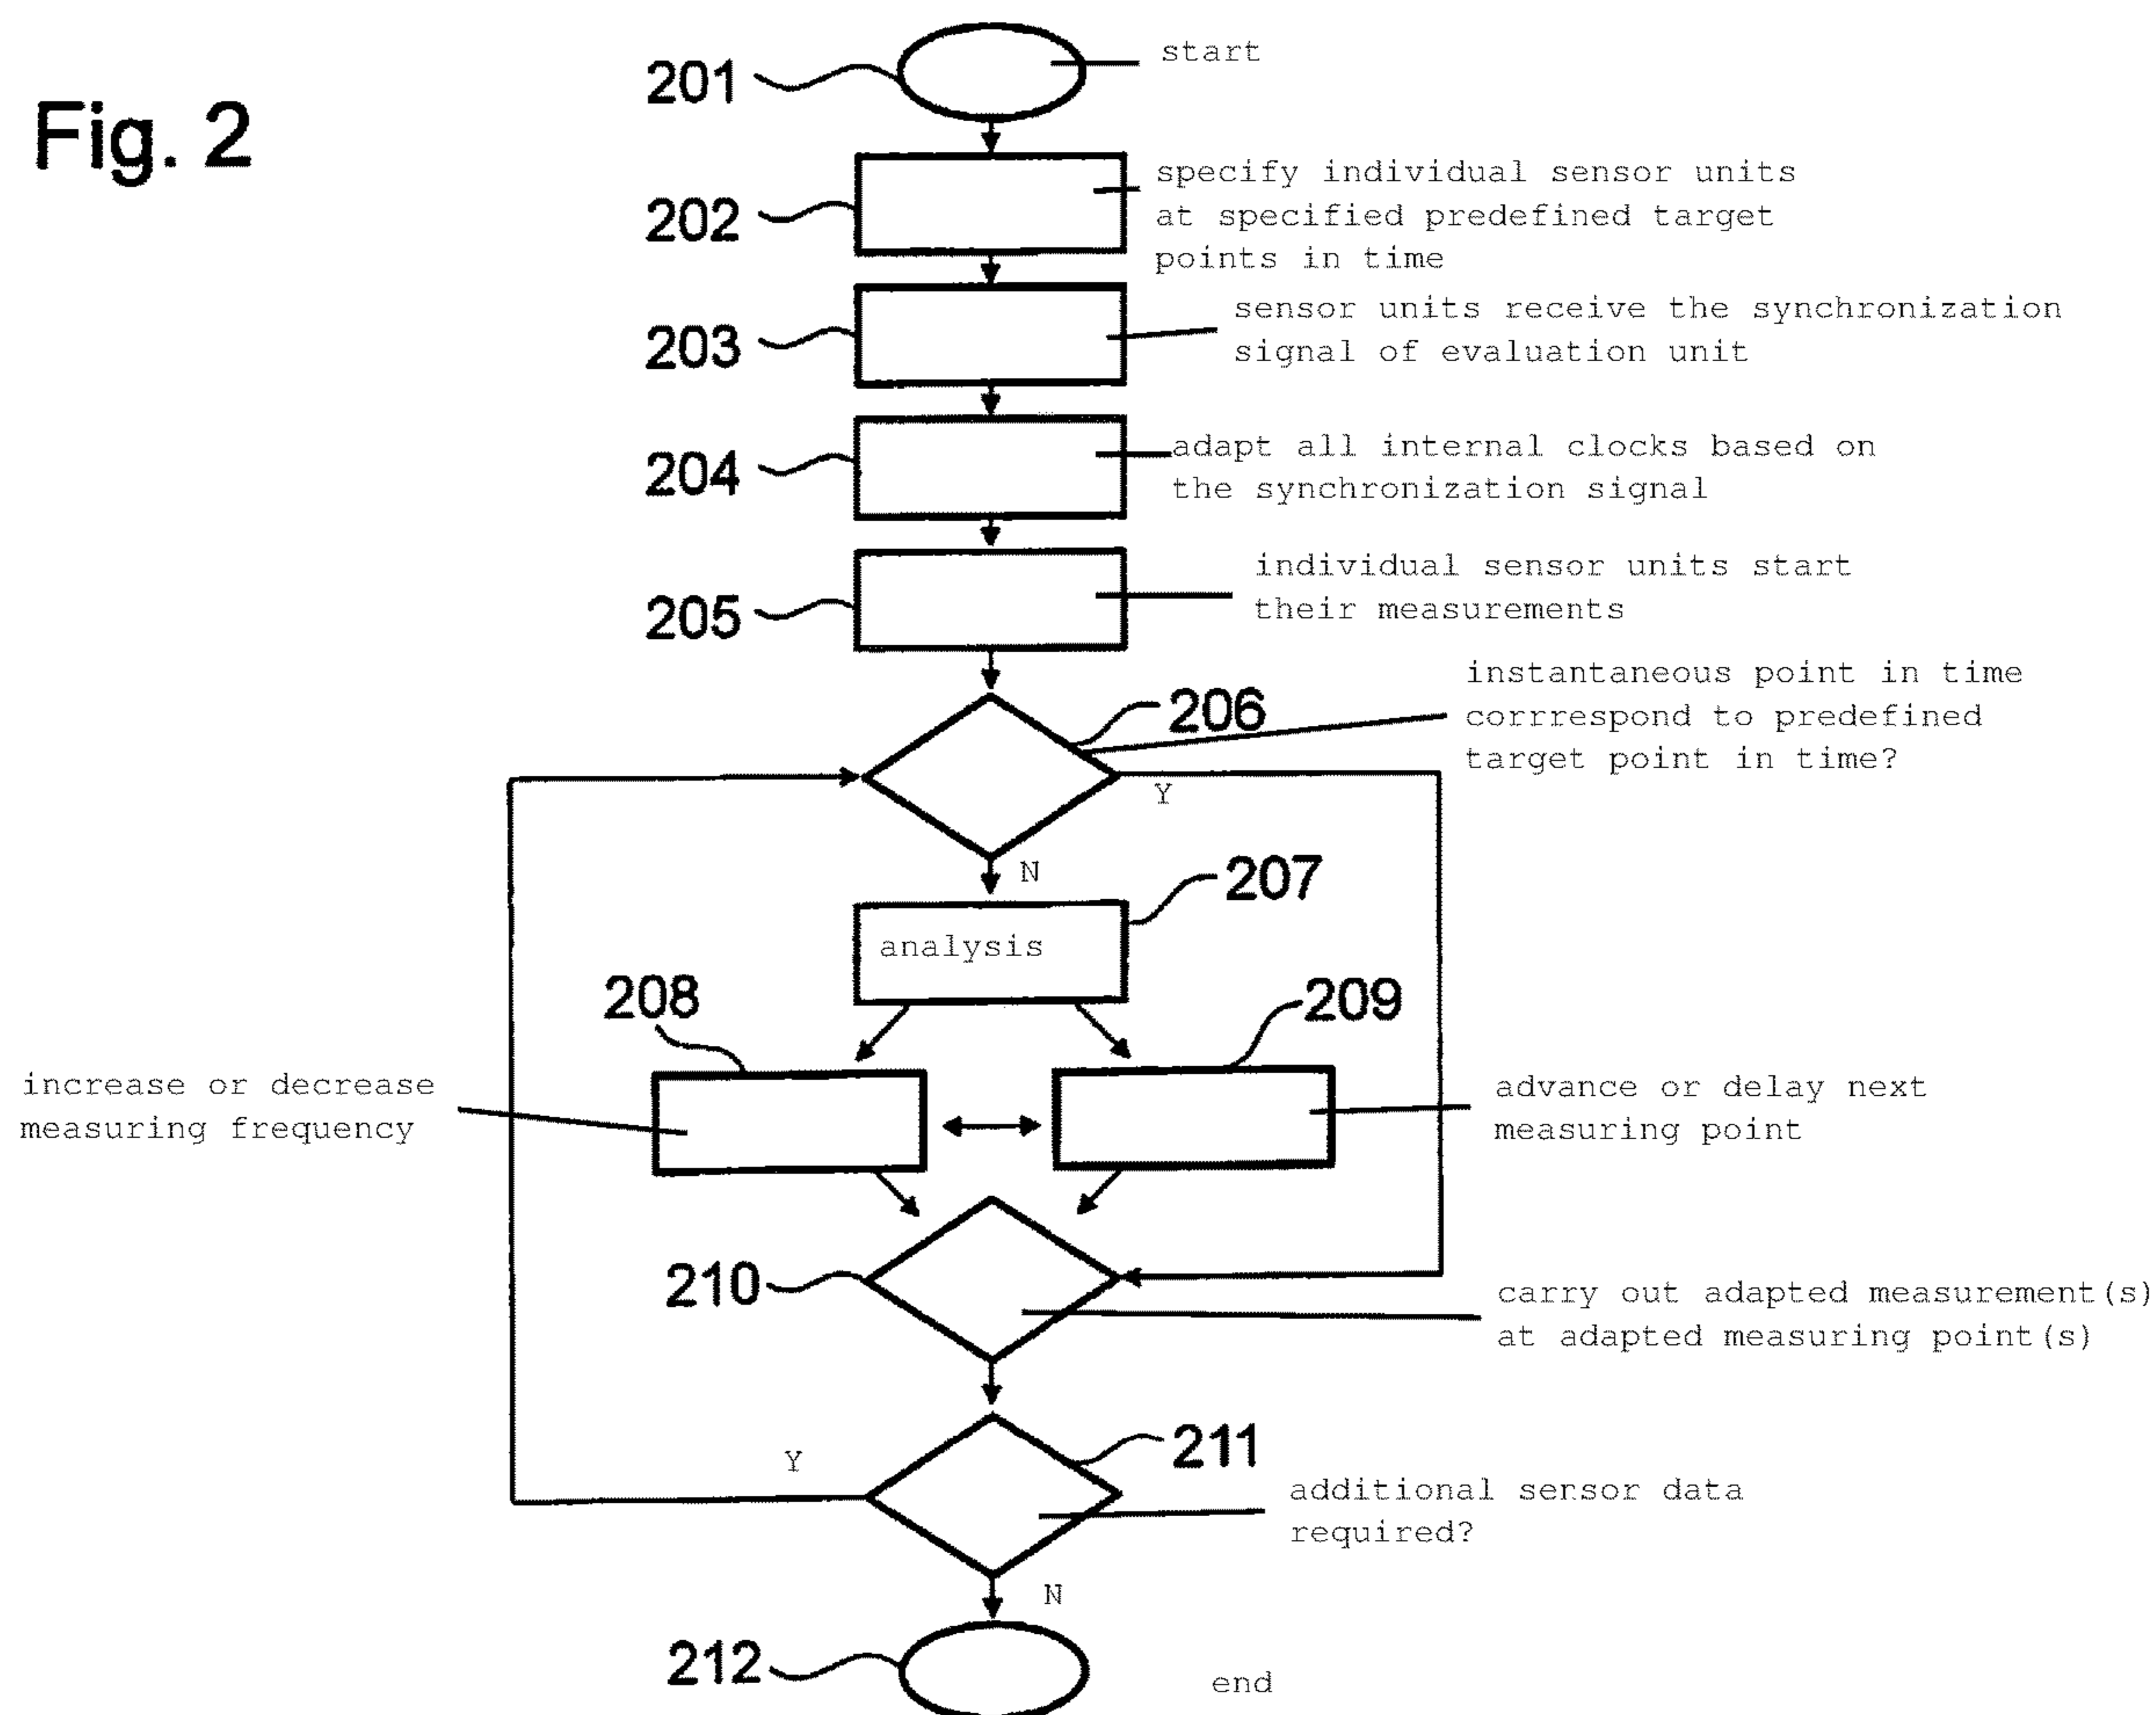 Fig. 2
201
start
202
specify individual sensor units
at specified predefined target
points in time
203
sensor units receive the synchronization
signal of evaluation unit
204
adapt all internal clocks based on
the synchronization signal
205
individual sensor units start
their measurements
206
instantaneous point in time
corrrespond to predefined
target point in time?
Y
N
207
analysis
208
209
increase or decrease
measuring frequency
advance or delay next
measuring point
210
carry out adapted measurement(s)
at adapted measuring point(s)
211
Y
additional sensor data
required?
N
212
end